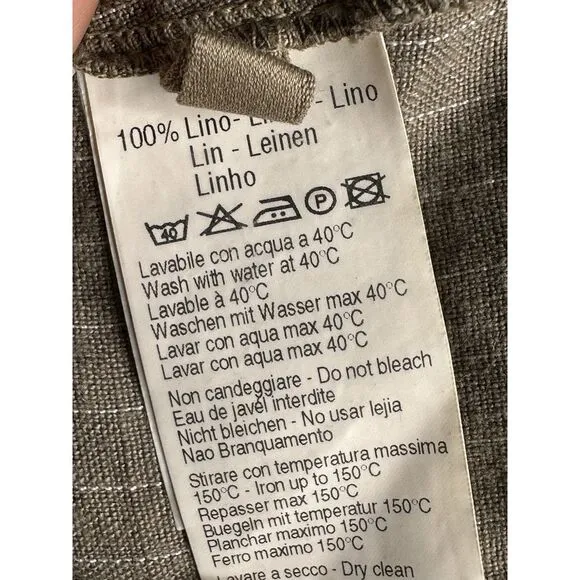 100% Lino- - Lino
Lin - Leinen
Linho
40 P
Lavabile con acqua a 40°C
Wash with water at 40°C
Lavable à 40°C
Waschen mit Wasser max 40°C
Lavar con aqua max 40°C
Lavar con aqua max 40°C
Non candeggiare - Do not bleach
Eau de javel interdite
Nicht bleichen - No usar lejia
Nao Branquamento
Stirare con temperatura massima
150°C - Iron up to 150°C
Repasser max 150°C
Buegeln mit temperatur 150°C
Planchar maximo 150°C
Ferro maximo 150°C
Lavare a secco - Dry clean